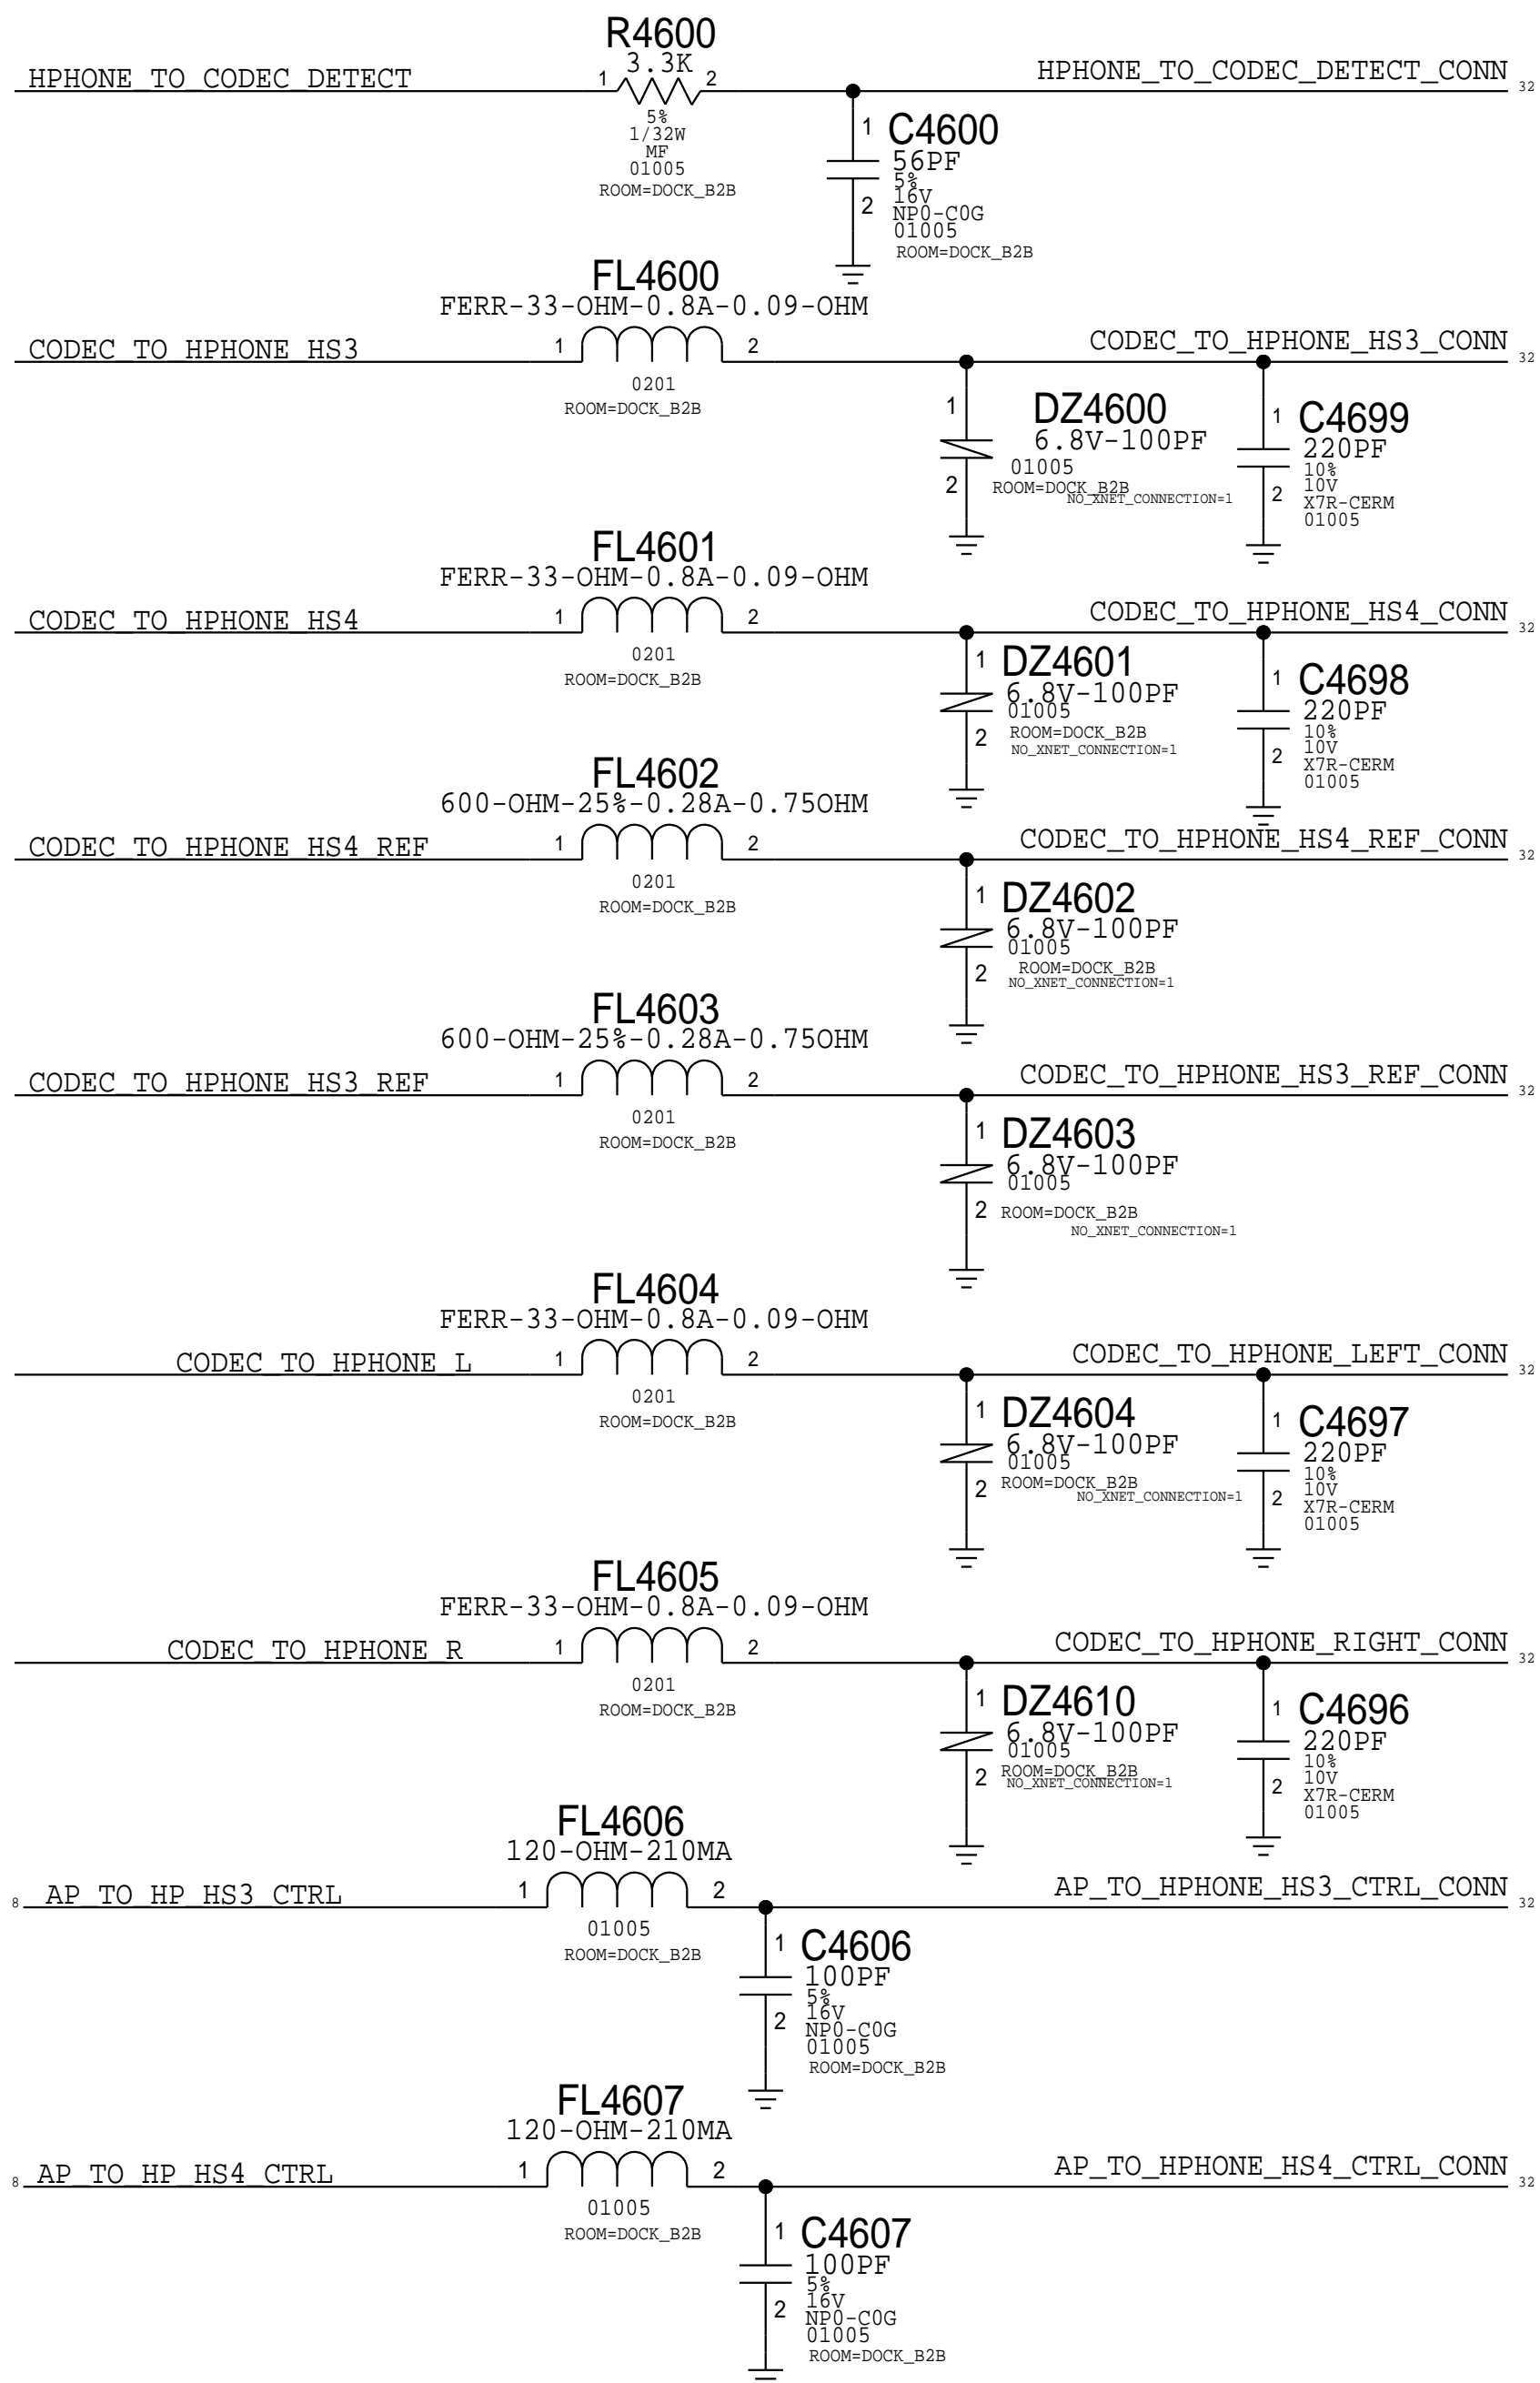 R4600
3.3K
HPHONE_TO_CODEC_DETECT 1 2 HPHONE_TO_CODEC_DETECT_CONN 32
5%
1/32W
MF
01005
ROOM=DOCK_B2B
1 C4600
56PF
5%
16V
2 NP0-C0G
01005
ROOM=DOCK_B2B
FL4600
FERR-33-OHM-0.8A-0.09-OHM
CODEC_TO_HPHONE_HS3 1 2 CODEC_TO_HPHONE_HS3_CONN 32
0201
ROOM=DOCK_B2B
1 DZ4600
6.8V-100PF
01005
2 ROOM=DOCK_B2B
NO_XNET_CONNECTION=1
1 C4699
220PF
10%
10V
2 X7R-CERM
01005
FL4601
FERR-33-OHM-0.8A-0.09-OHM
CODEC_TO_HPHONE_HS4 1 2 CODEC_TO_HPHONE_HS4_CONN 32
0201
ROOM=DOCK_B2B
1 DZ4601
6.8V-100PF
01005
2 ROOM=DOCK_B2B
NO_XNET_CONNECTION=1
1 C4698
220PF
10%
10V
2 X7R-CERM
01005
FL4602
600-OHM-25%-0.28A-0.75OHM
CODEC_TO_HPHONE_HS4_REF 1 2 CODEC_TO_HPHONE_HS4_REF_CONN 32
0201
ROOM=DOCK_B2B
1 DZ4602
6.8V-100PF
01005
2 ROOM=DOCK_B2B
NO_XNET_CONNECTION=1
FL4603
600-OHM-25%-0.28A-0.75OHM
CODEC_TO_HPHONE_HS3_REF 1 2 CODEC_TO_HPHONE_HS3_REF_CONN 32
0201
ROOM=DOCK_B2B
1 DZ4603
6.8V-100PF
01005
2 ROOM=DOCK_B2B
NO_XNET_CONNECTION=1
FL4604
FERR-33-OHM-0.8A-0.09-OHM
CODEC_TO_HPHONE_L 1 2 CODEC_TO_HPHONE_LEFT_CONN 32
0201
ROOM=DOCK_B2B
1 DZ4604
6.8V-100PF
01005
2 ROOM=DOCK_B2B
NO_XNET_CONNECTION=1
1 C4697
220PF
10%
10V
2 X7R-CERM
01005
FL4605
FERR-33-OHM-0.8A-0.09-OHM
CODEC_TO_HPHONE_R 1 2 CODEC_TO_HPHONE_RIGHT_CONN 32
0201
ROOM=DOCK_B2B
1 DZ4610
6.8V-100PF
01005
2 ROOM=DOCK_B2B
NO_XNET_CONNECTION=1
1 C4696
220PF
10%
10V
2 X7R-CERM
01005
FL4606
120-OHM-210MA
8 AP_TO_HP_HS3_CTRL 1 2 AP_TO_HPHONE_HS3_CTRL_CONN 32
01005
ROOM=DOCK_B2B
1 C4606
100PF
5%
16V
2 NP0-C0G
01005
ROOM=DOCK_B2B
FL4607
120-OHM-210MA
8 AP_TO_HP_HS4_CTRL 1 2 AP_TO_HPHONE_HS4_CTRL_CONN 32
01005
ROOM=DOCK_B2B
1 C4607
100PF
5%
16V
2 NP0-C0G
01005
ROOM=DOCK_B2B